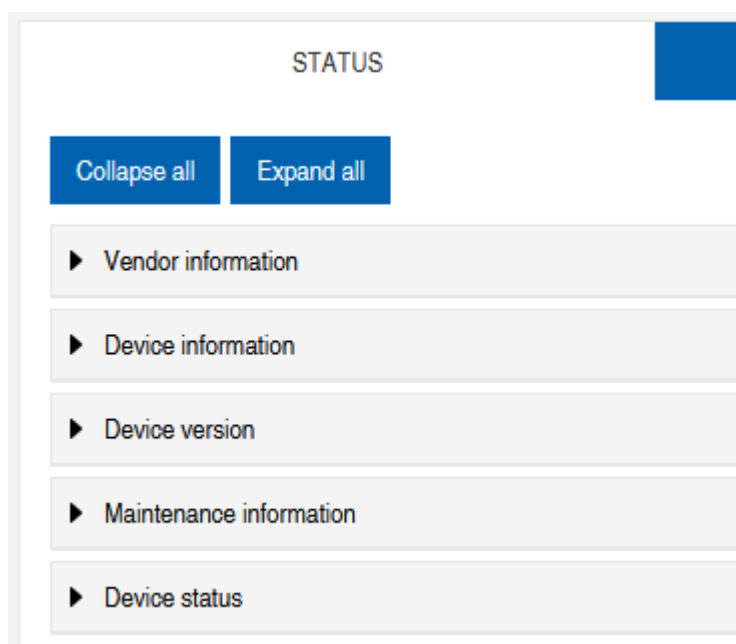 STATUS
Collapse all Expand all
Vendor information
Device information
Device version
Maintenance information
Device status